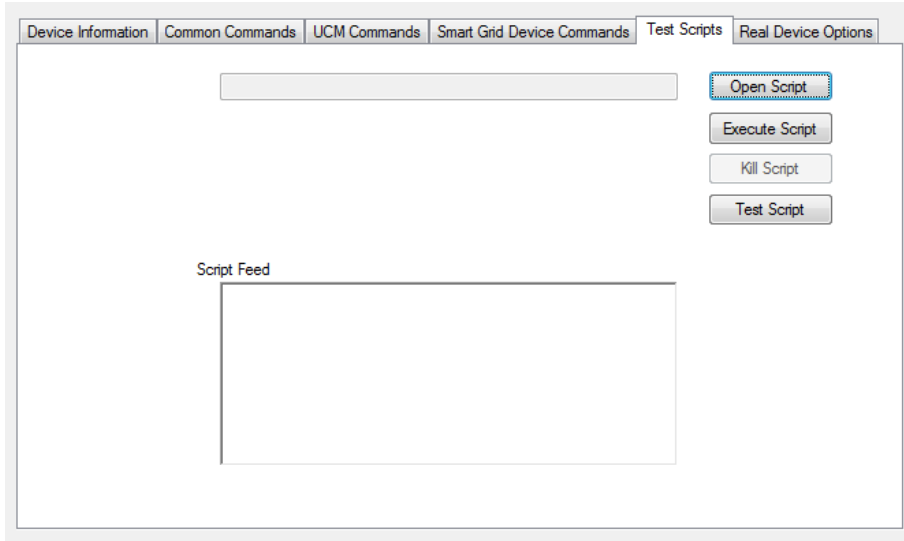 Device Information Common Commands UCM Commands Smart Grid Device Commands Test Scripts Real Device Options
Open Script
Execute Script
Kill Script
Test Script
Script Feed